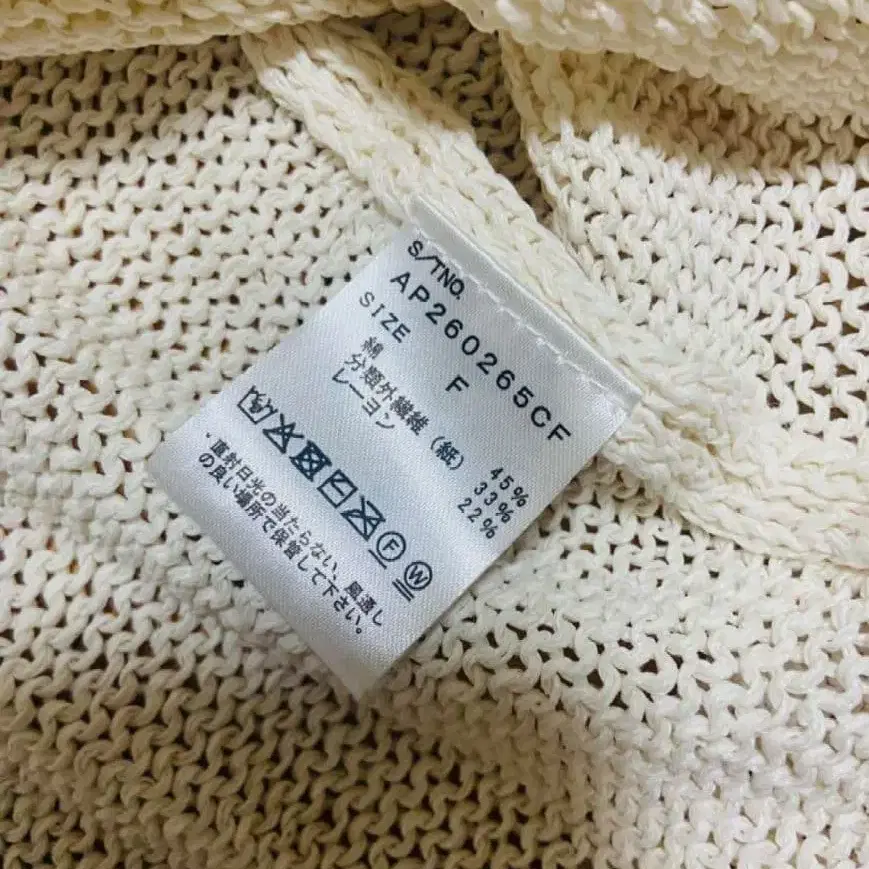 S/TNO.
AP260265CF
SIZE F
綿 45%
分類外繊維（紙） 33%
レーヨン 22%
F W
・直射日光の当たらない、風通し
の良い場所で保管して下さい。